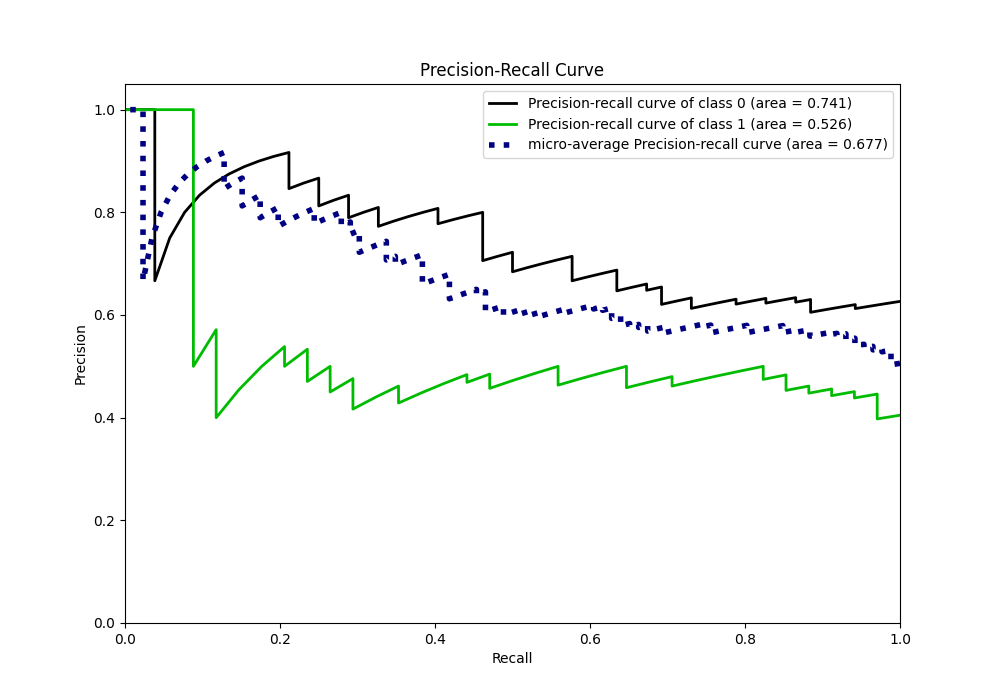 Precision-Recall Curve
Precision-recall curve of class 0 (area = 0.741)
Precision-recall curve of class 1 (area = 0.526)
micro-average Precision-recall curve (area = 0.677)
Precision
1.0
0.8
0.6
0.4
0.2
0.0
0.0 0.2 0.4 0.6 0.8 1.0
Recall